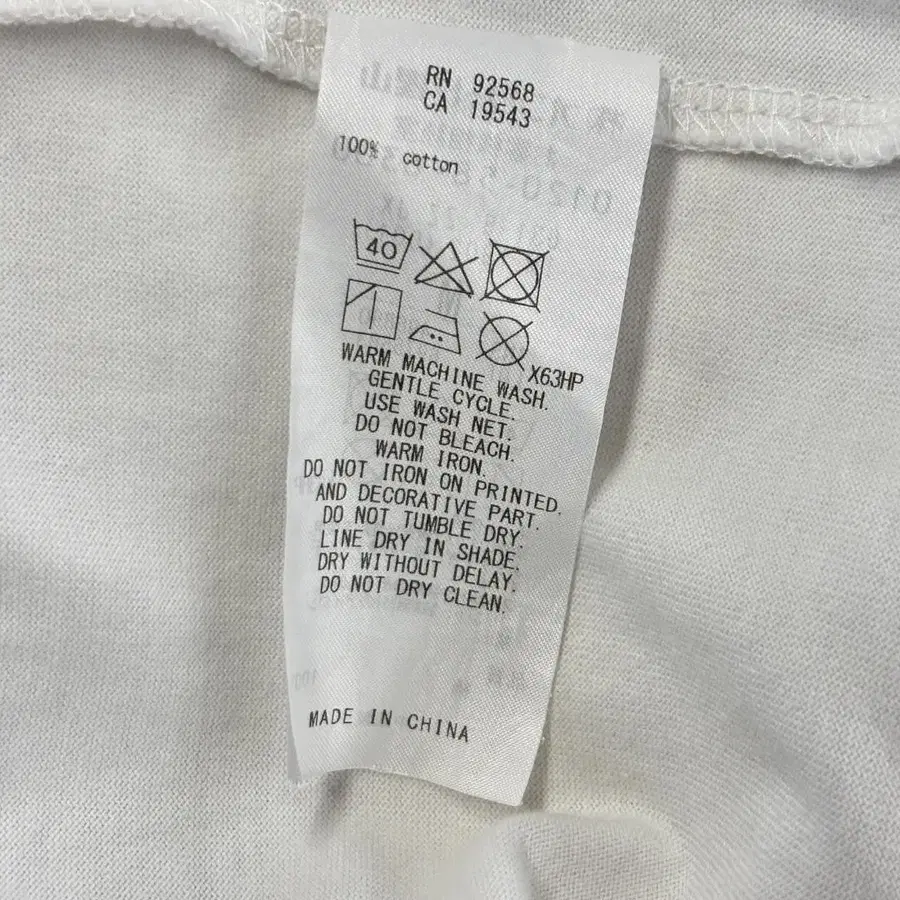 RN 92568
CA 19543
100% cotton
40
X63HP
WARM MACHINE WASH.
GENTLE CYCLE.
USE WASH NET.
DO NOT BLEACH.
WARM IRON.
DO NOT IRON ON PRINTED.
AND DECORATIVE PART.
DO NOT TUMBLE DRY.
LINE DRY IN SHADE.
DRY WITHOUT DELAY.
DO NOT DRY CLEAN.
MADE IN CHINA